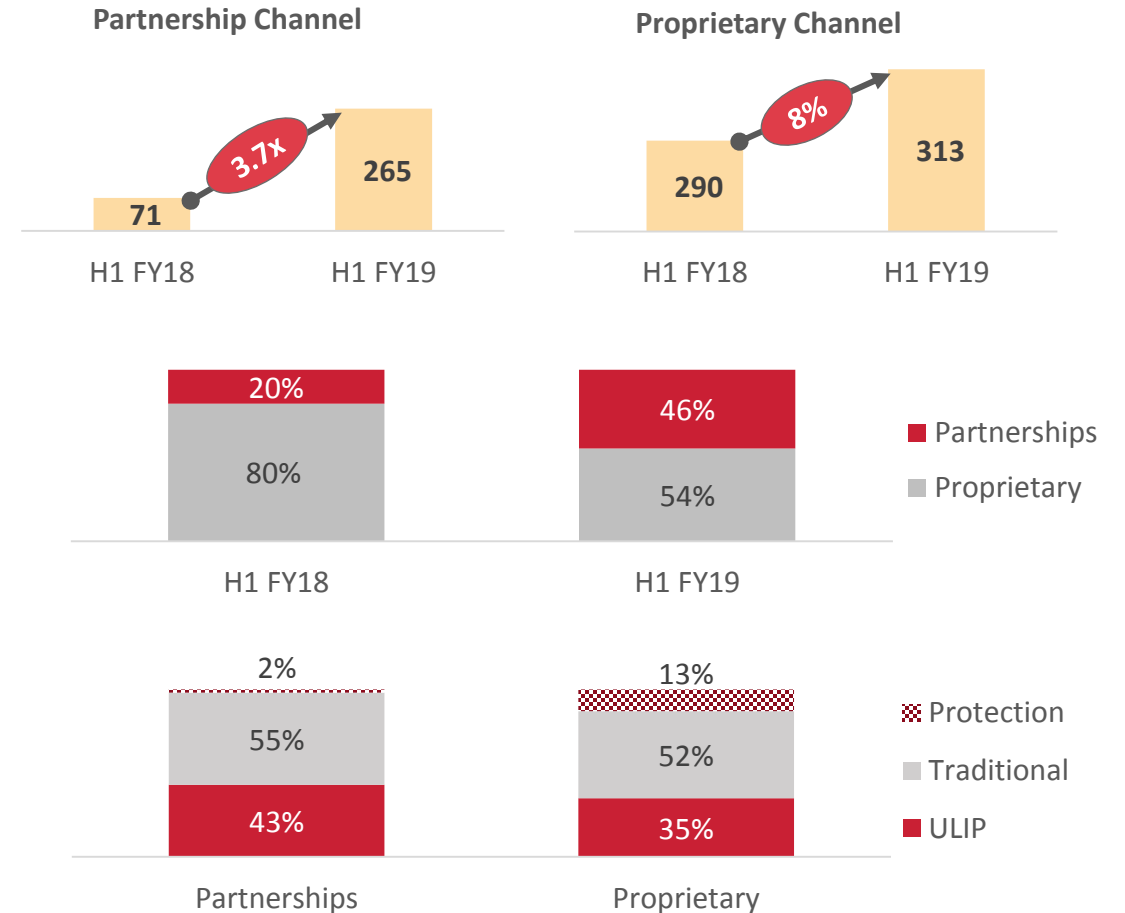 Partnership Channel
3.7x
71
265
H1 FY18
H1 FY19
Proprietary Channel
8%
290
313
H1 FY18
H1 FY19
20%
80%
46%
54%
H1 FY18
H1 FY19
Partnerships
Proprietary
2%
55%
43%
13%
52%
35%
Partnerships
Proprietary
Protection
Traditional
ULIP